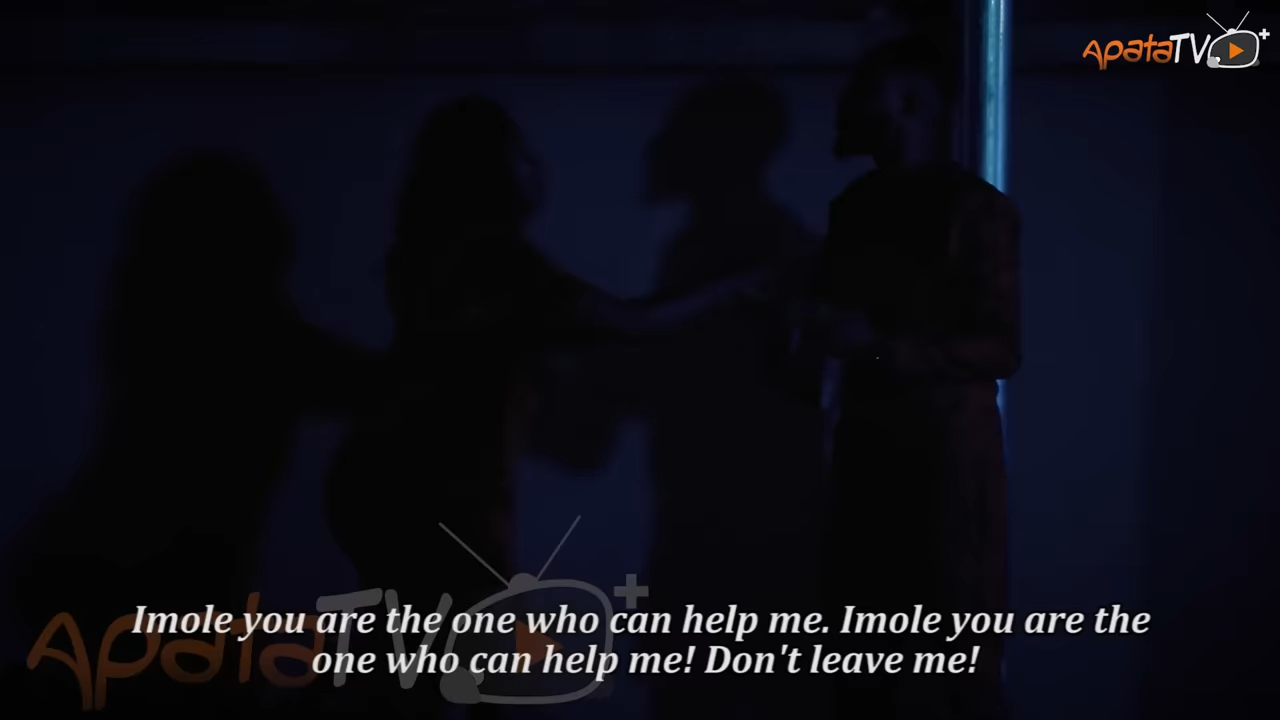 ApataTV+
ApataTV+
Imole you are the one who can help me. Imole you are the
one who can help me! Don't leave me!